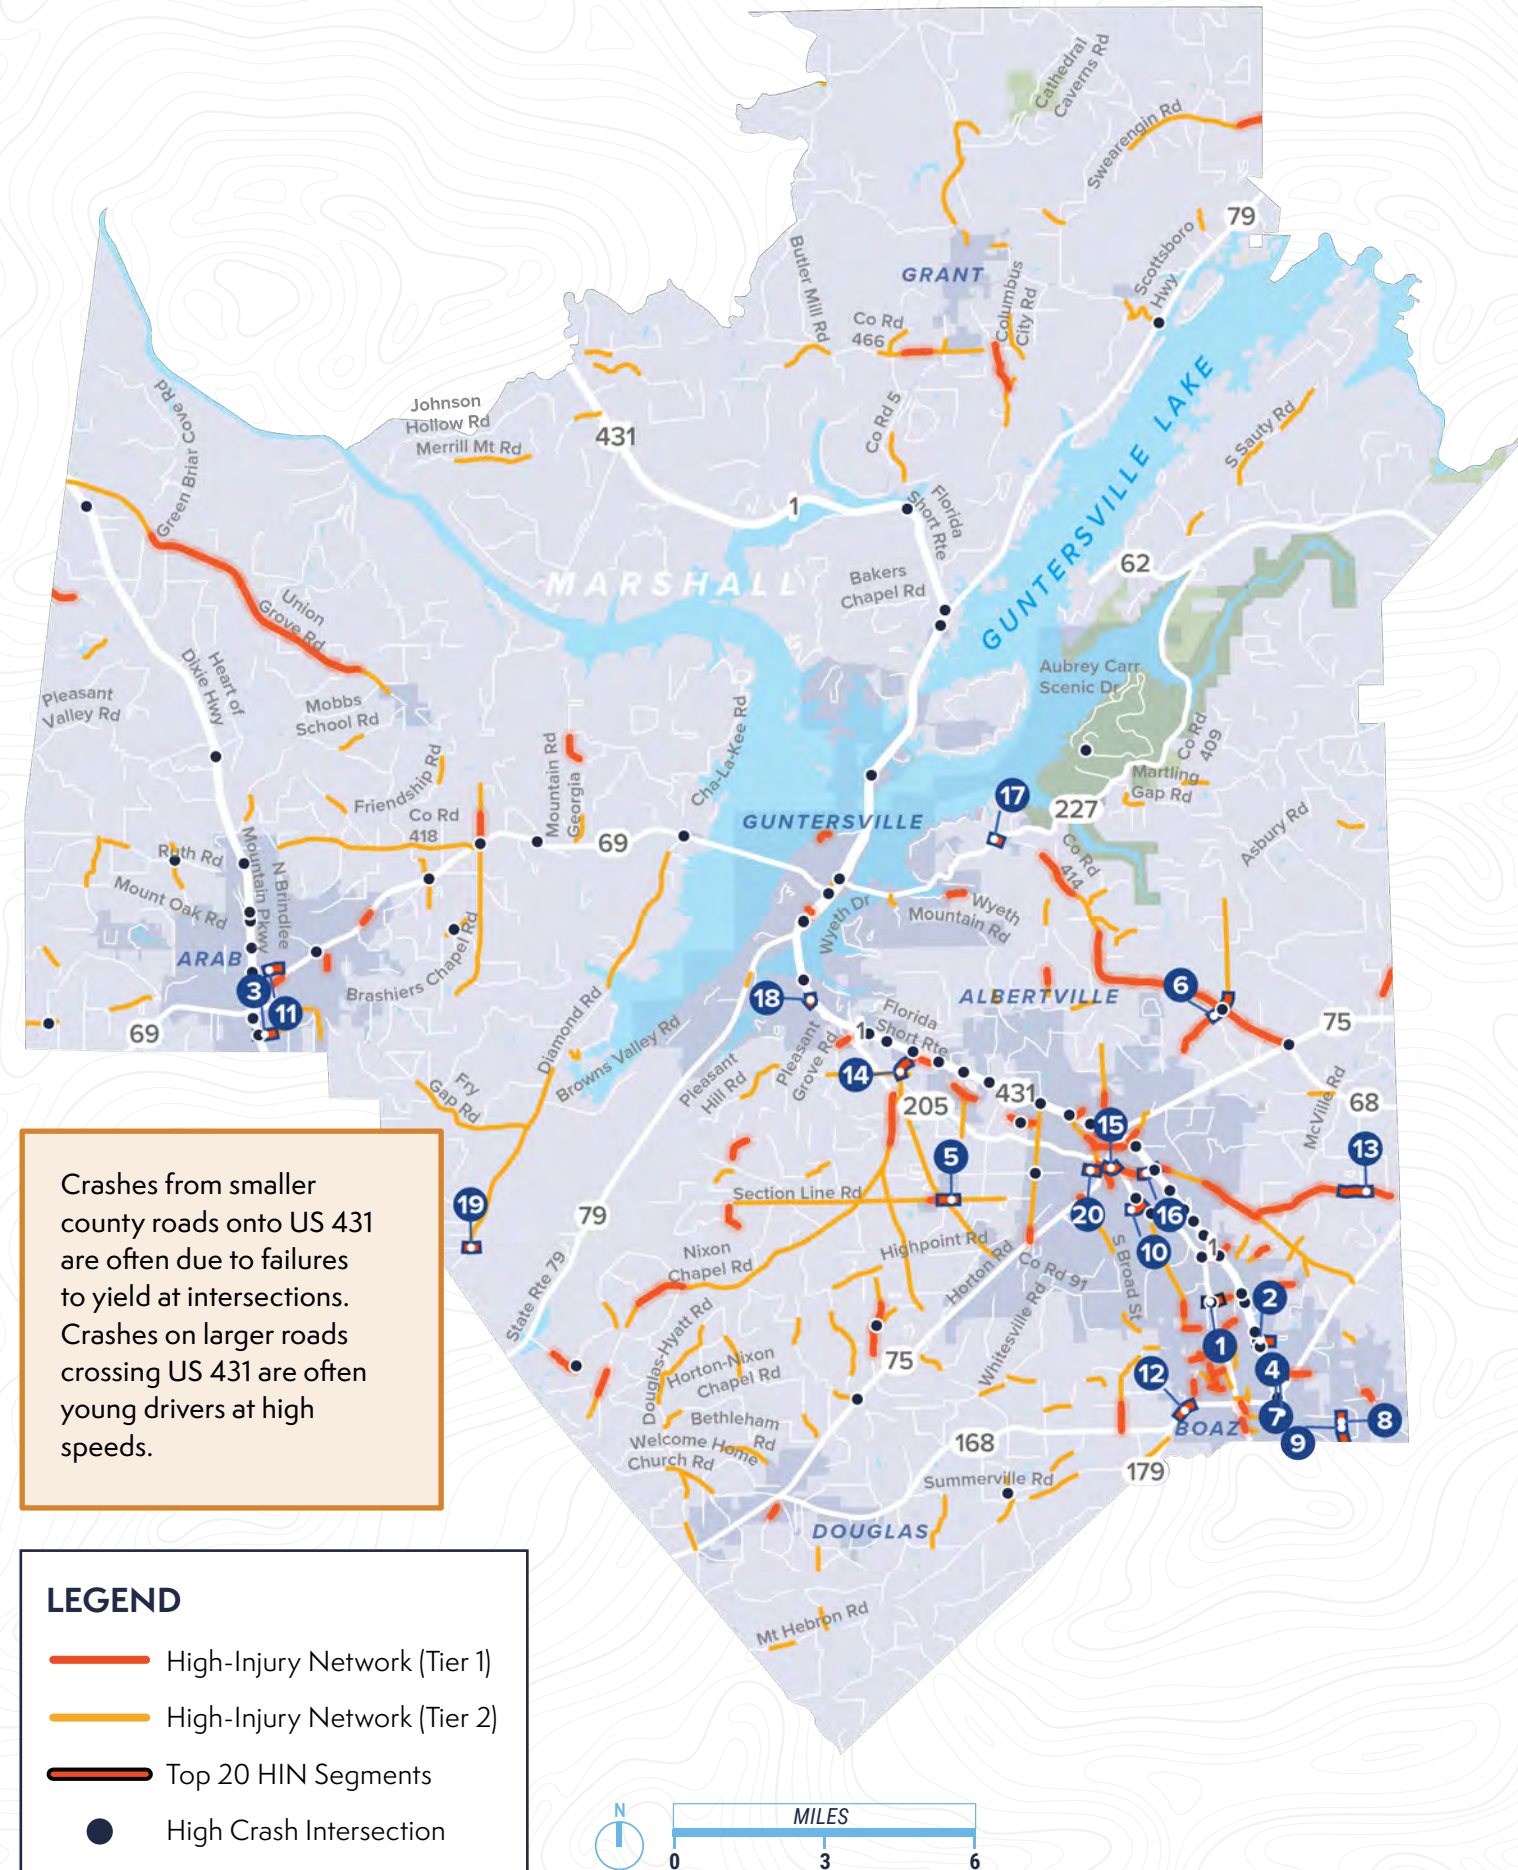 Cathedral
Caverns Rd
Swearengin Rd
79
Scottsboro
Hwy
GRANT
Butler Mill Rd
Columbus
City Rd
Co Rd
466
Green Briar Cove Rd
Johnson
Hollow Rd
Merrill Mt Rd
431
Co Rd 5
S Sauty Rd
1
Florida
Short Rte
GUNTERSVILLE LAKE
62
MARSHALL
Bakers
Chapel Rd
Union
Grove Rd
Heart of
Dixie Hwy
Pleasant
Valley Rd
Mobbs
School Rd
Aubrey Carr
Scenic Dr
Co Rd
409
Martling
Gap Rd
Friendship Rd
Mountain Rd
Georgia
Cha-La-Kee Rd
17
227
Co Rd
418
69
GUNTERSVILLE
Asbury Rd
Co Rd
414
Ruth Rd
Mount Oak Rd
Mountain Pkwy
N Brindlee
Wyeth Dr
Wyeth
Mountain Rd
ARAB
Brashiers Chapel Rd
3
11
69
Diamond Rd
18
ALBERTVILLE
6
75
Florida
Short Rte
1
Browns Valley Rd
Pleasant
Hill Rd
Pleasant
Grove Rd
14
Fry
Gap Rd
205
431
McVille Rd
68
15
13
5
Section Line Rd
19
79
20
16
10
1
Nixon
Chapel Rd
Highpoint Rd
Horton Rd
Co Rd 91
S Broad St
State Rte 79
Whitesville Rd
2
1
4
Douglas-Hyatt Rd
Horton-Nixon
Chapel Rd
75
12
7
8
9
BOAZ
Bethleham
Rd
Welcome Home
Church Rd
168
179
Summerville Rd
DOUGLAS
Mt Hebron Rd
Crashes from smaller
county roads onto US 431
are often due to failures
to yield at intersections.
Crashes on larger roads
crossing US 431 are often
young drivers at high
speeds.
LEGEND
High-Injury Network (Tier 1)
High-Injury Network (Tier 2)
Top 20 HIN Segments
High Crash Intersection
N
MILES
0 3 6